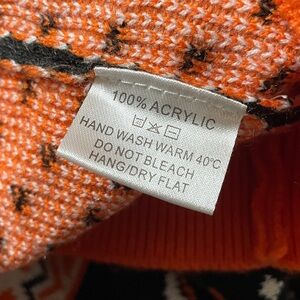 100% ACRYLIC
HAND WASH WARM 40°C
DO NOT BLEACH
HANG/DRY FLAT